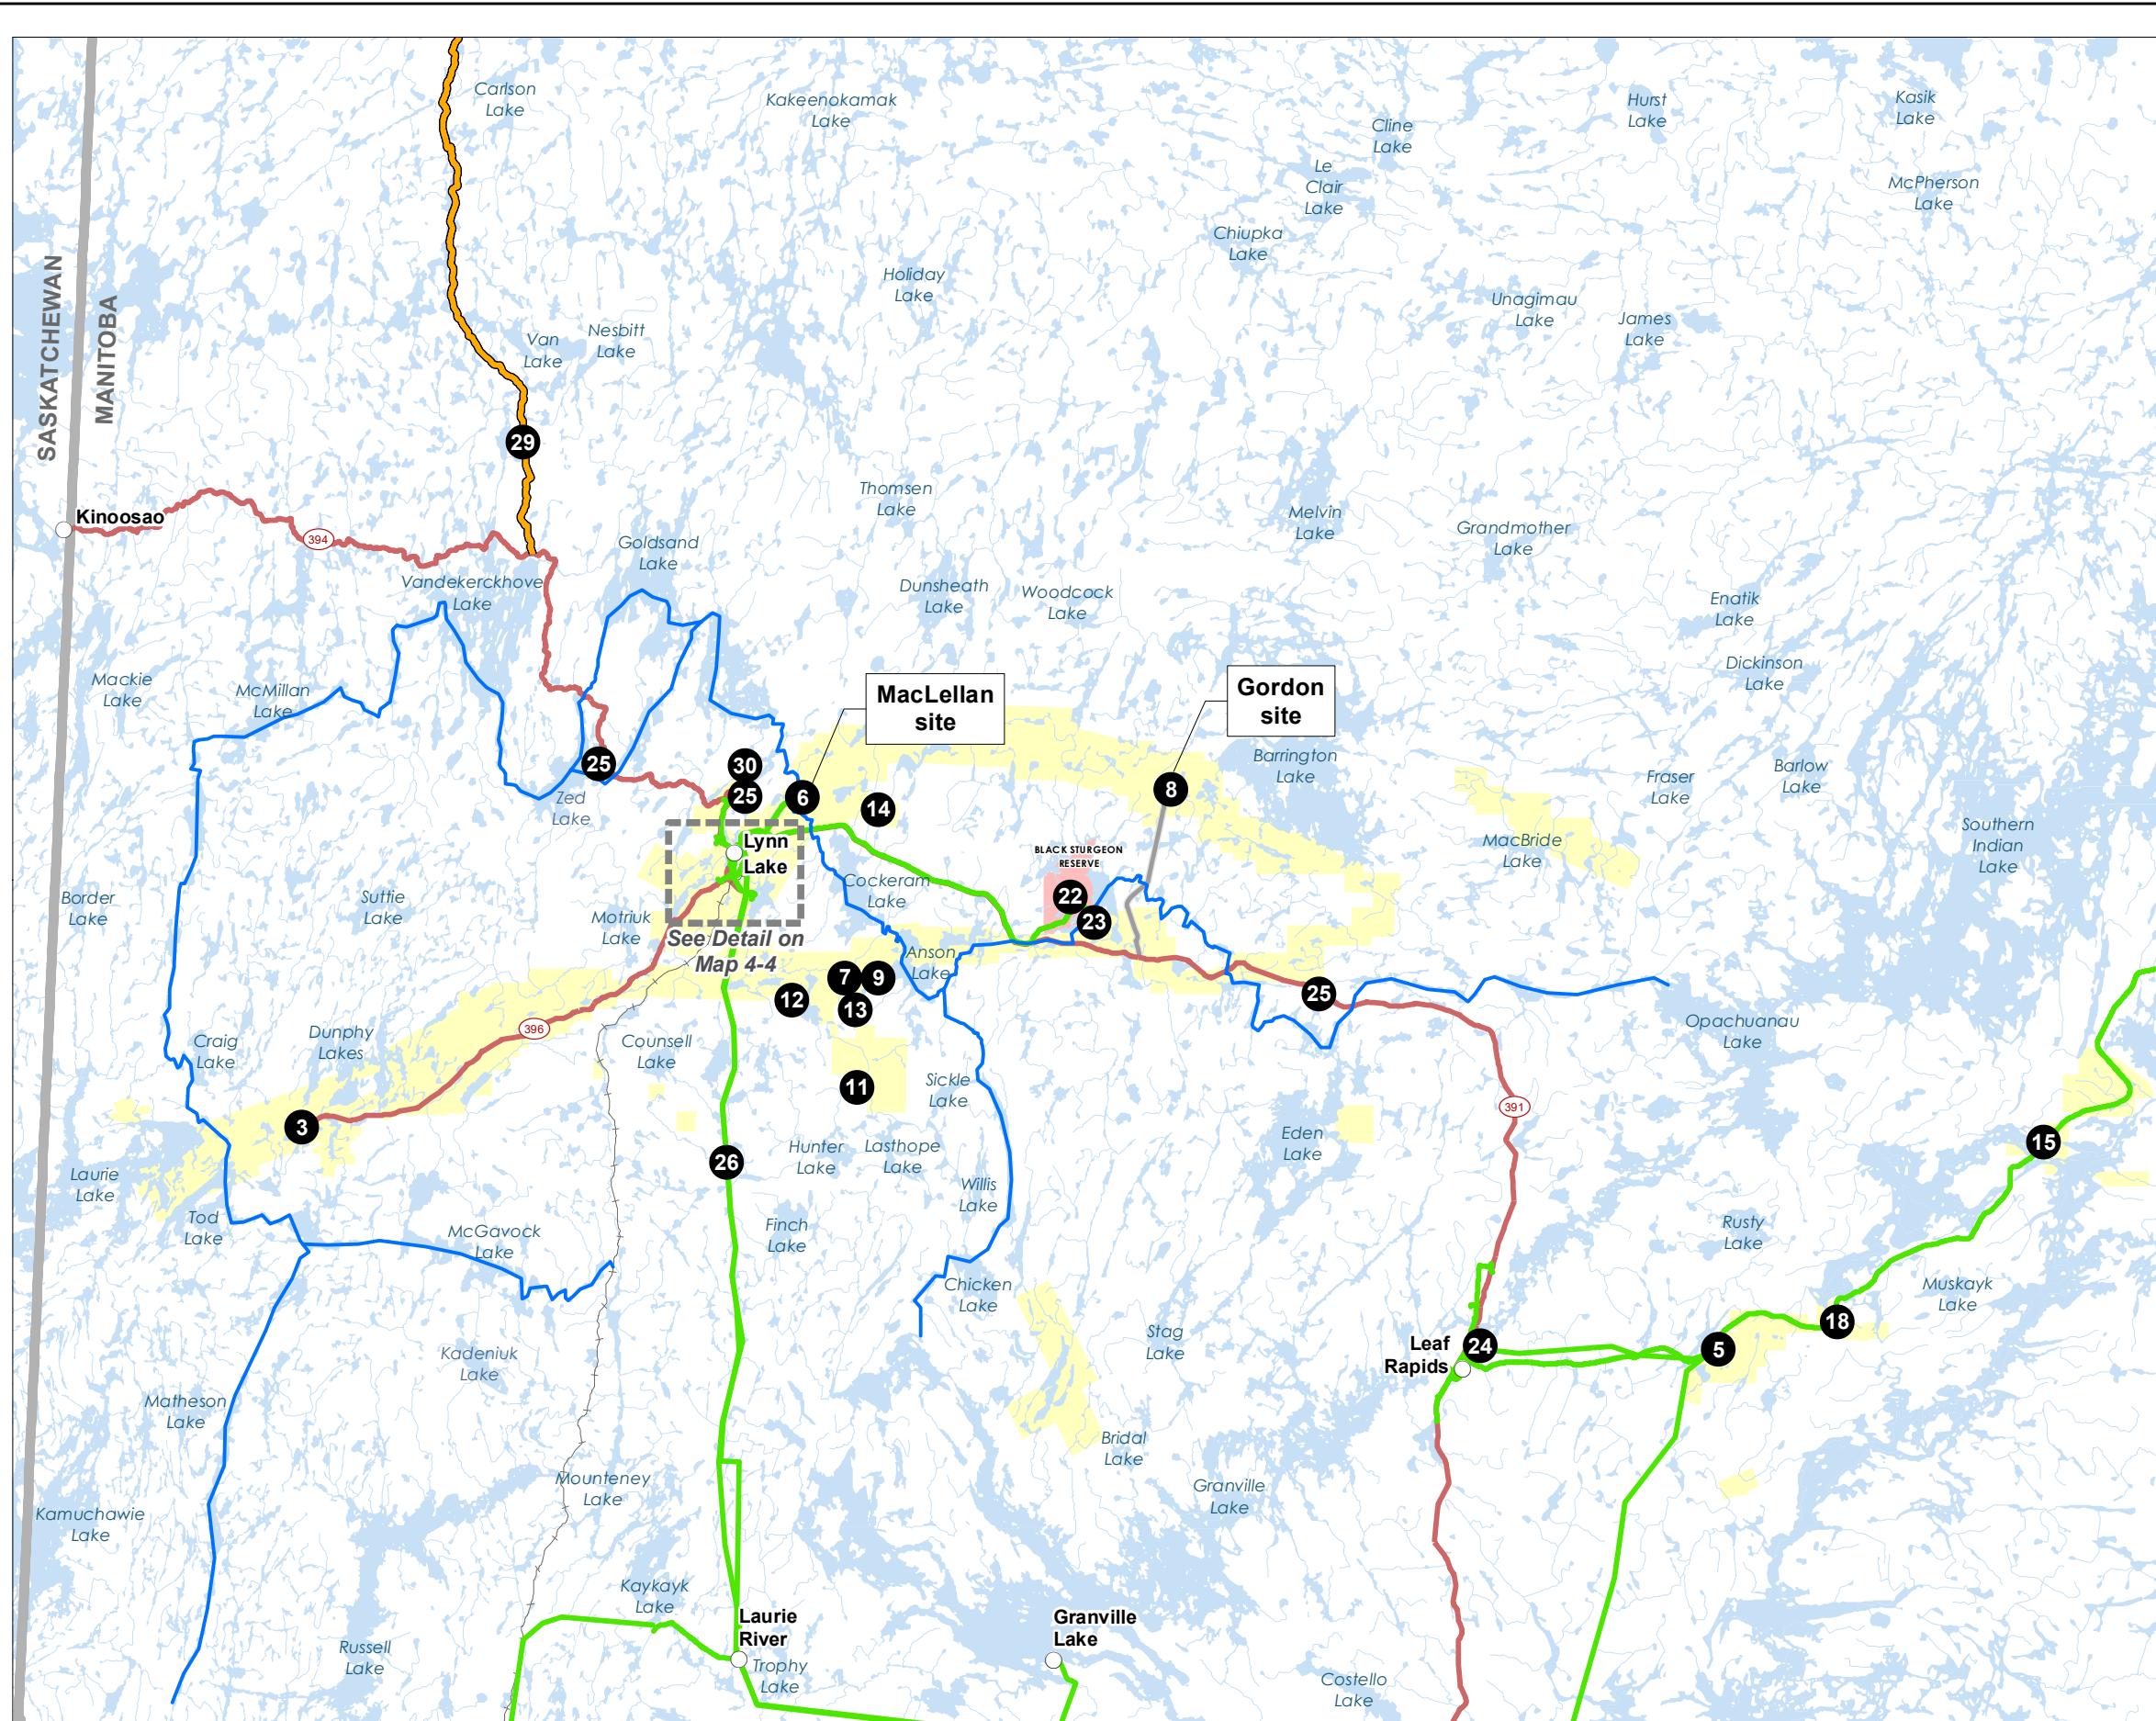 Carlson
Lake
Kakeenokamak
Lake
Hurst
Lake
Kasik
Lake
Cline
Lake
Le
Clair
Lake
McPherson
Lake
Chiupka
Lake
SASKATCHEWAN
MANITOBA
Holiday
Lake
Unagimau
Lake
James
Lake
Van
Lake
Nesbitt
Lake
29
Kinoosao
394
Thomsen
Lake
Melvin
Lake
Grandmother
Lake
Goldsand
Lake
Vandekerckhove
Lake
Dunsheath
Lake
Woodcock
Lake
Enatik
Lake
Dickinson
Lake
Mackie
Lake
McMillan
Lake
MacLellan
site
Gordon
site
25
30
25
6
14
8
Barrington
Lake
Fraser
Lake
Barlow
Lake
Zed
Lake
Lynn
Lake
BLACK STURGEON
RESERVE
MacBride
Lake
Southern
Indian
Lake
Border
Lake
Suttie
Lake
Motriuk
Lake
Cockeram
Lake
22
23
See Detail on
Map 4-4
Anson
Lake
7
9
12
13
25
396
Craig
Lake
Dunphy
Lakes
Counsell
Lake
Opachuanau
Lake
11
Sickle
Lake
391
3
Eden
Lake
15
Laurie
Lake
26
Hunter
Lake
Lasthope
Lake
Willis
Lake
Tod
Lake
McGavock
Lake
Finch
Lake
Rusty
Lake
Chicken
Lake
Muskayk
Lake
Kadeniuk
Lake
Stag
Lake
Leaf
Rapids
24
5
18
Matheson
Lake
Bridal
Lake
Mounteney
Lake
Granville
Lake
Kamuchawie
Lake
Kaykayk
Lake
Laurie
River
Granville
Lake
Russell
Lake
Trophy
Lake
Costello
Lake